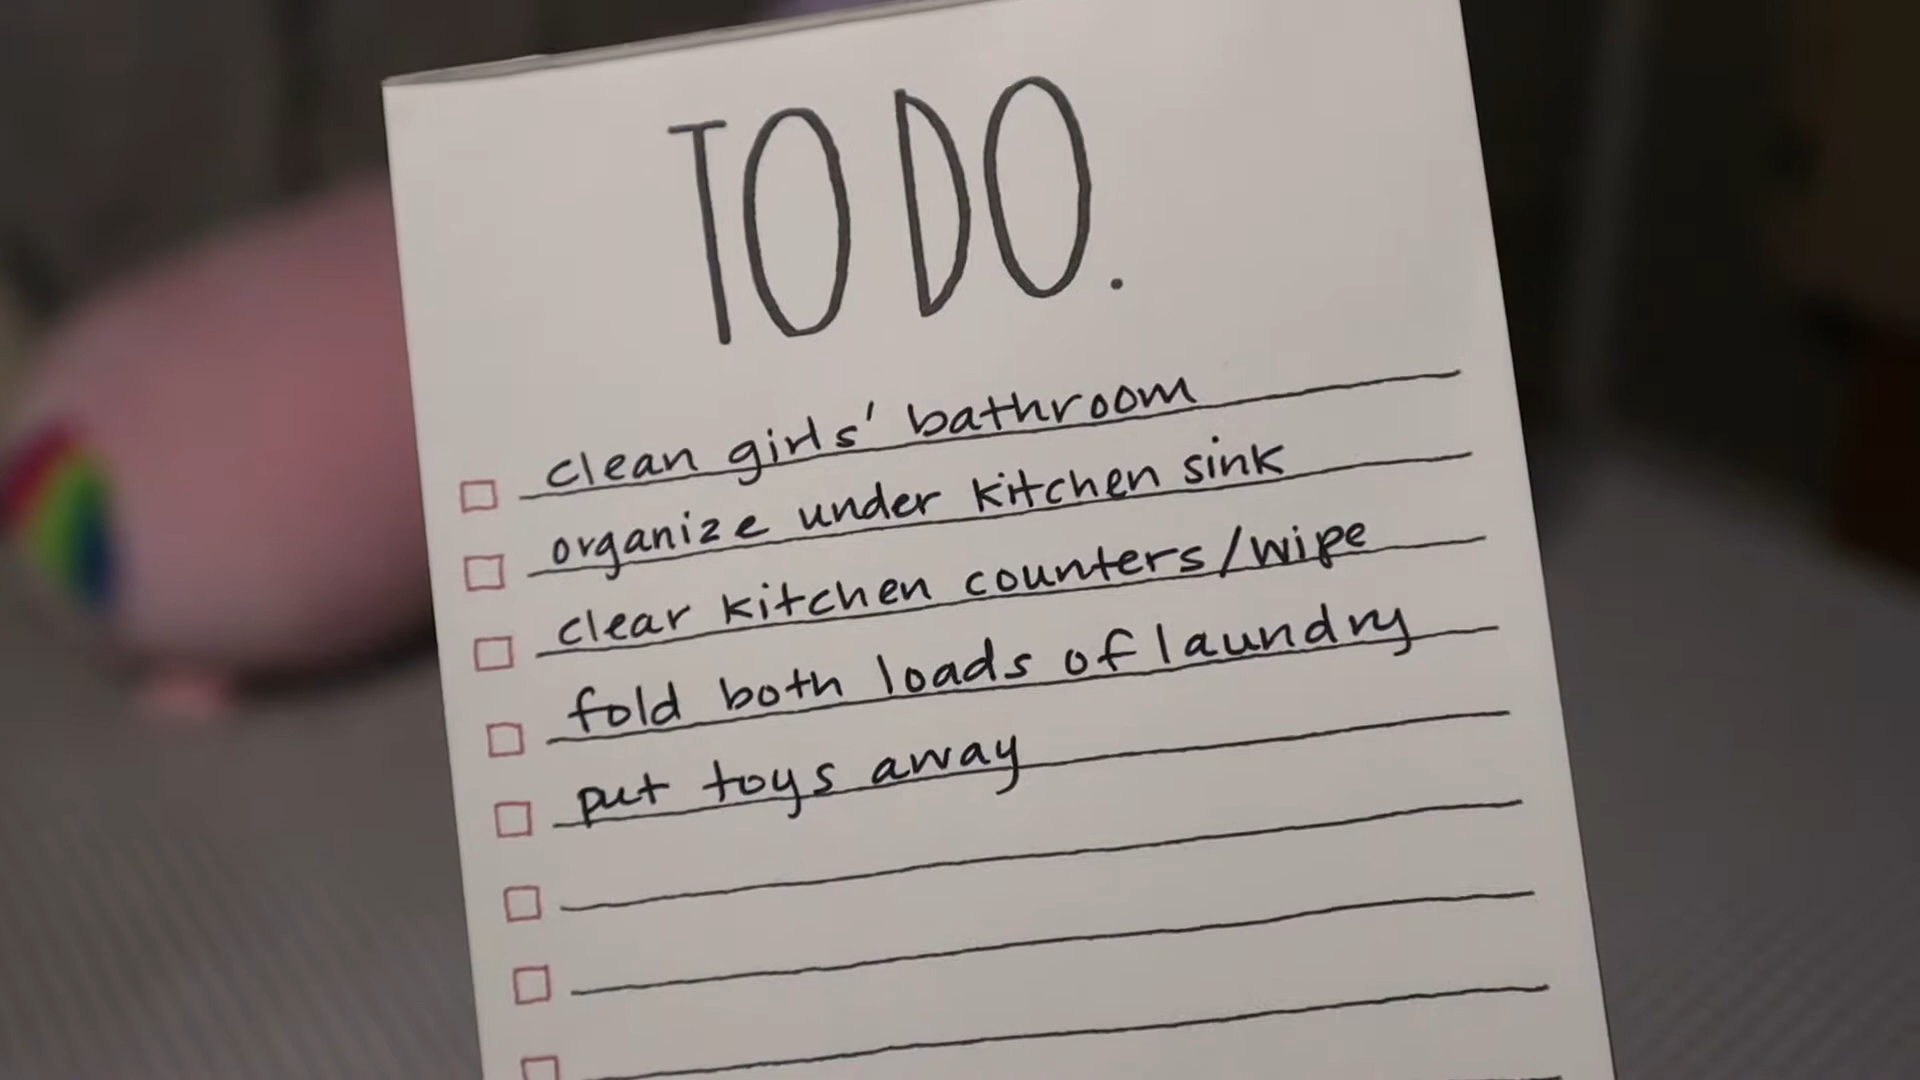 TO DO.
clean girls' bathroom
organize under kitchen sink
clear kitchen counters/wipe
fold both loads of laundry
put toys away